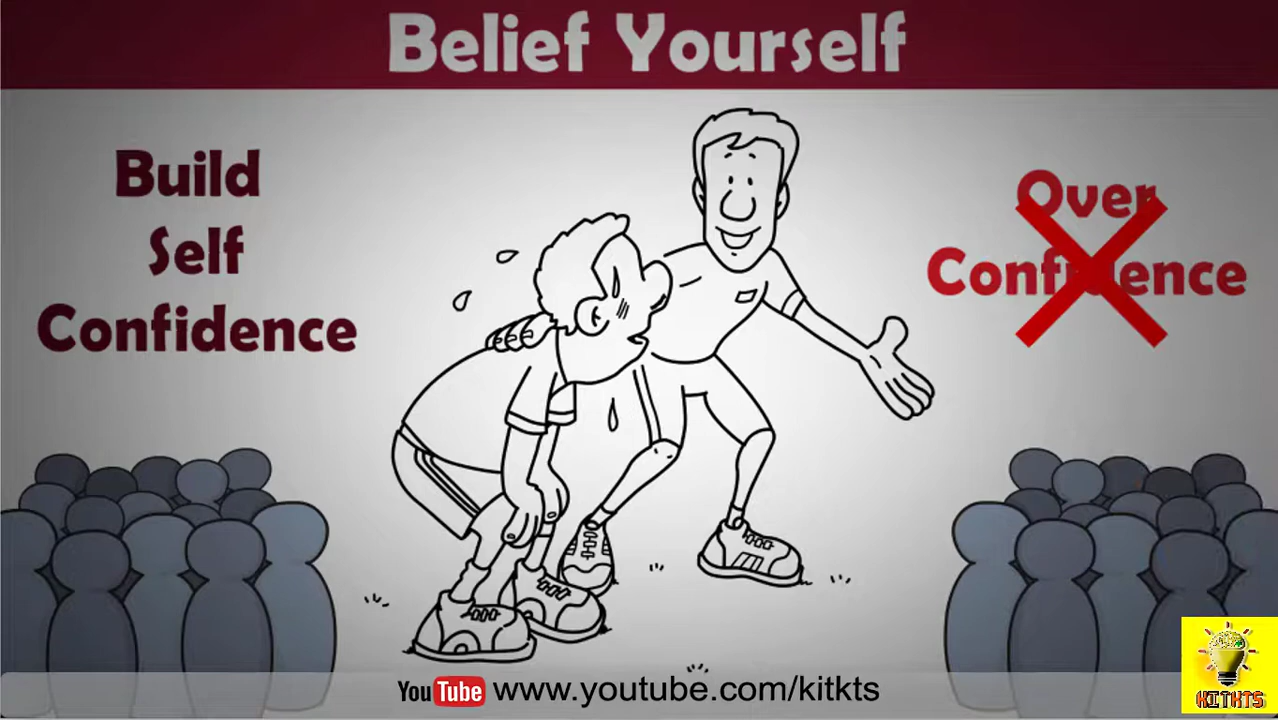 Belief Yourself
Build
Self
Confidence
Over
Confidence
YouTube www.youtube.com/kitkts
KITKTS